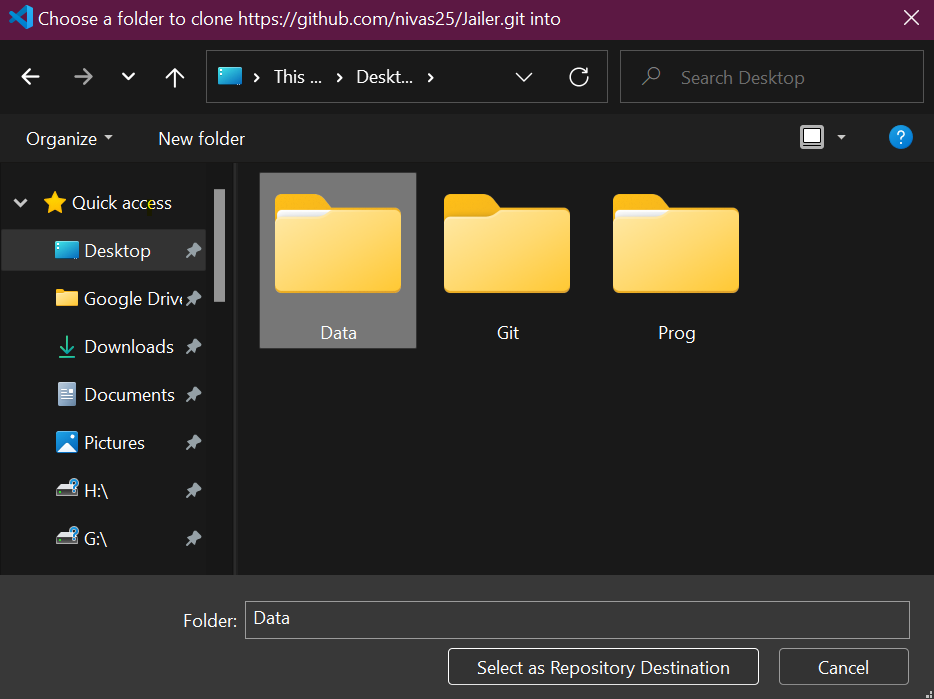 Choose a folder to clone https://github.com/nivas25/Jailer.git into
This ... Deskt...
Search Desktop
Organize
New folder
Quick access
Desktop
Google Drive
Downloads
Documents
Pictures
H:\
G:\
Data
Git
Prog
Folder:
Data
Select as Repository Destination
Cancel